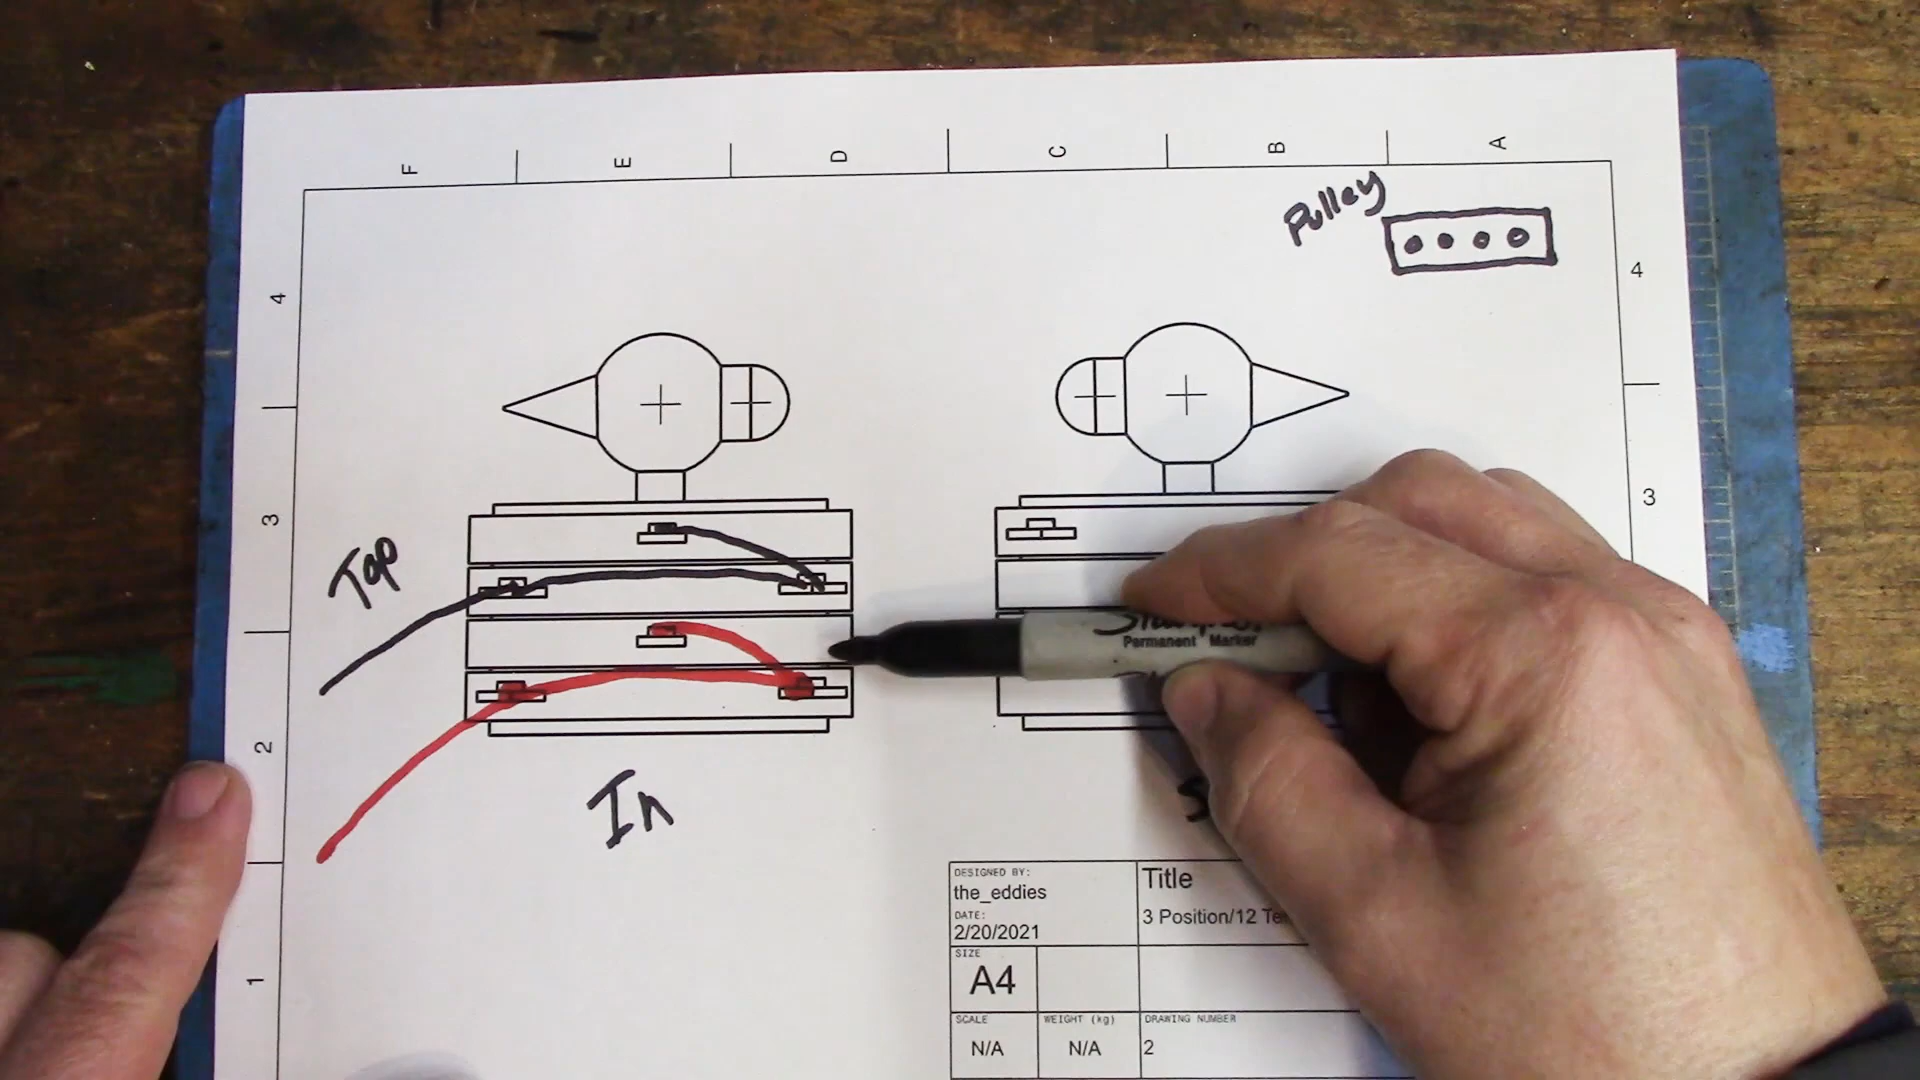 F E D C B A
Pulley
4 4
3 3
Top
Permanent Marker
2
In
1
DESIGNED BY:
the_eddies
DATE:
2/20/2021
Title
3 Position/12
SIZE
A4
SCALE
N/A
WEIGHT (kg)
N/A
DRAWING NUMBER
2